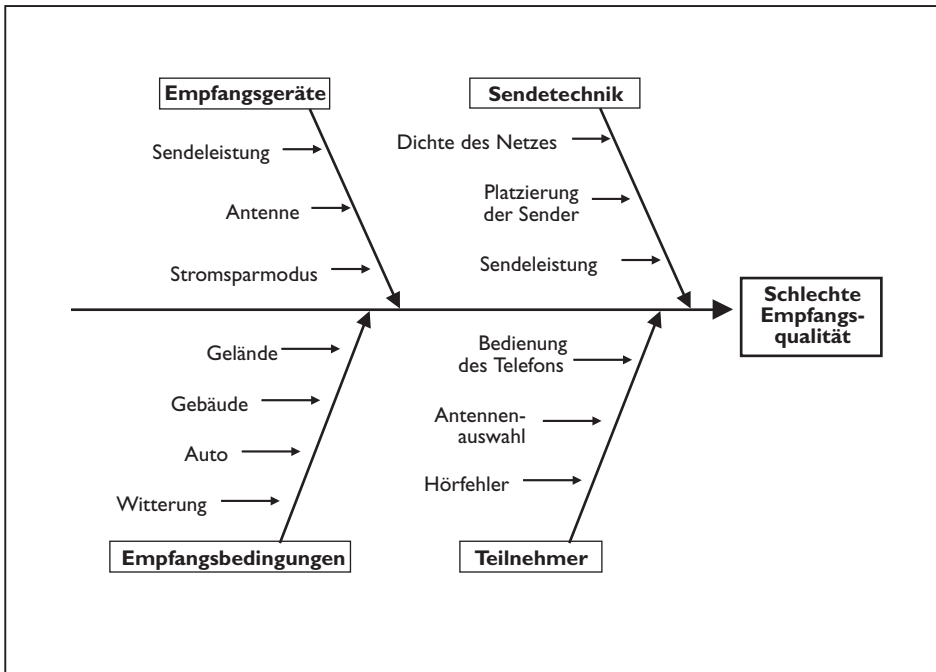 Empfangsgeräte
Sendeleistung
Antenne
Stromsparmodus
Sendetechnik
Dichte des Netzes
Platzierung
der Sender
Sendeleistung
Schlechte
Empfangs-
qualität
Gelände
Gebäude
Auto
Witterung
Empfangsbedingungen
Bedienung
des Telefons
Antennen-
auswahl
Hörfehler
Teilnehmer